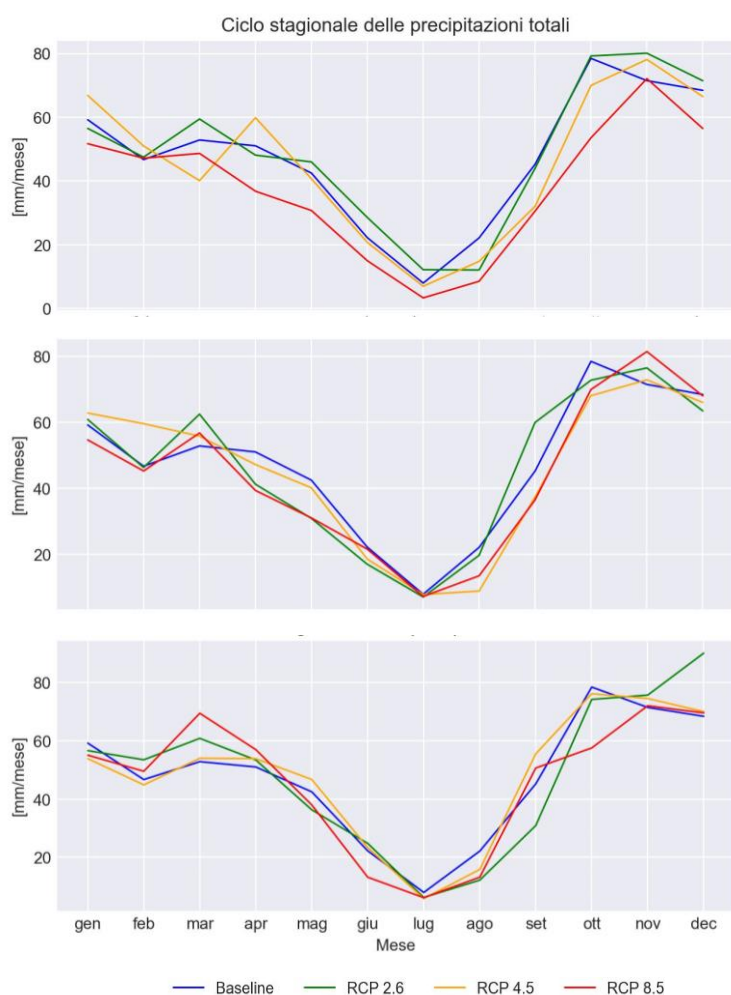 Ciclo stagionale delle precipitazioni totali
80
60
40
20
0
[mm/mese]
80
60
40
20
[mm/mese]
80
60
40
20
[mm/mese]
gen feb mar apr mag giu lug ago set ott nov dec
Mese
Baseline RCP 2.6 RCP 4.5 RCP 8.5